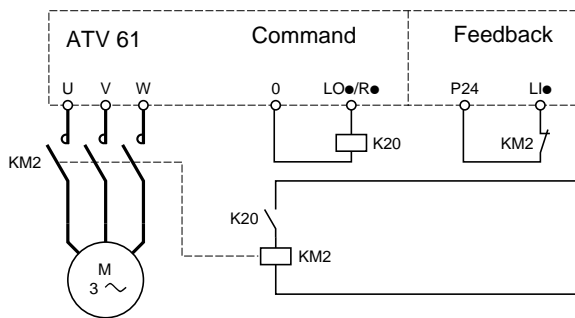 ATV 61 Command Feedback
U V W 0 LO●/R● P24 LI●
K20 KM2
KM2
K20
KM2
M
3 ~